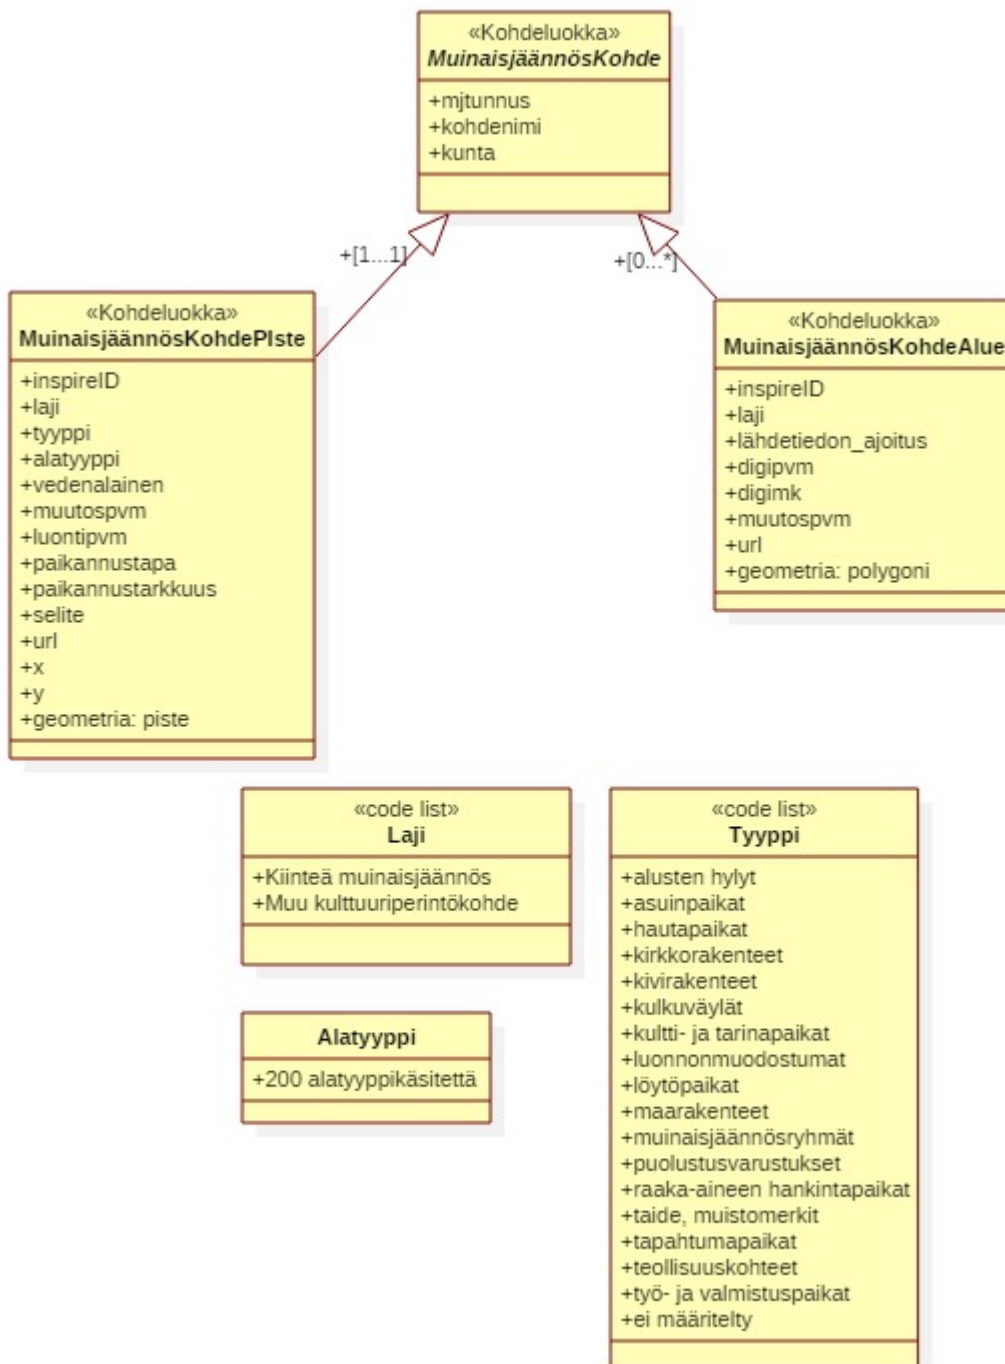 «Kohdeluokka»
MuinaisjäännösKohde
+mjtunnus
+kohdenimi
+kunta
+[1...1]
+[0...*]
«Kohdeluokka»
MuinaisjäännösKohdePIste
+inspireID
+laji
+tyyppi
+alatyyppi
+vedenalainen
+muutospvm
+luontipvm
+paikannustapa
+paikannustarkkuus
+selite
+url
+x
+y
+geometria: piste
«Kohdeluokka»
MuinaisjäännösKohdeAlue
+inspireID
+laji
+lähdetiedon_ajoitus
+digipvm
+digimk
+muutospvm
+url
+geometria: polygoni
«code list»
Laji
+Kiinteä muinaisjäännös
+Muu kulttuuriperintökohde
Alatyyppi
+200 alatyyppikäsitettä
«code list»
Tyyppi
+alusten hylyt
+asuinpaikat
+hautapaikat
+kirkkorakenteet
+kivirakenteet
+kulkuväylät
+kultti- ja tarinapaikat
+luonnonmuodostumat
+löytöpaikat
+maarakenteet
+muinaisjäännösryhmät
+puolustusvarustukset
+raaka-aineen hankintapaikat
+taide, muistomerkit
+tapahtumapaikat
+teollisuuskohteet
+työ- ja valmistuspaikat
+ei määritelty